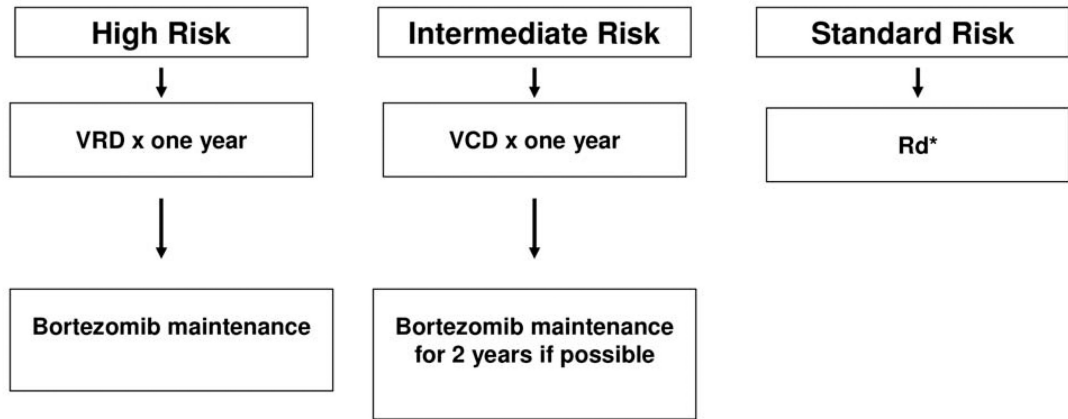 High Risk
VRD x one year
Bortezomib maintenance
Intermediate Risk
VCD x one year
Bortezomib maintenance
for 2 years if possible
Standard Risk
Rd*